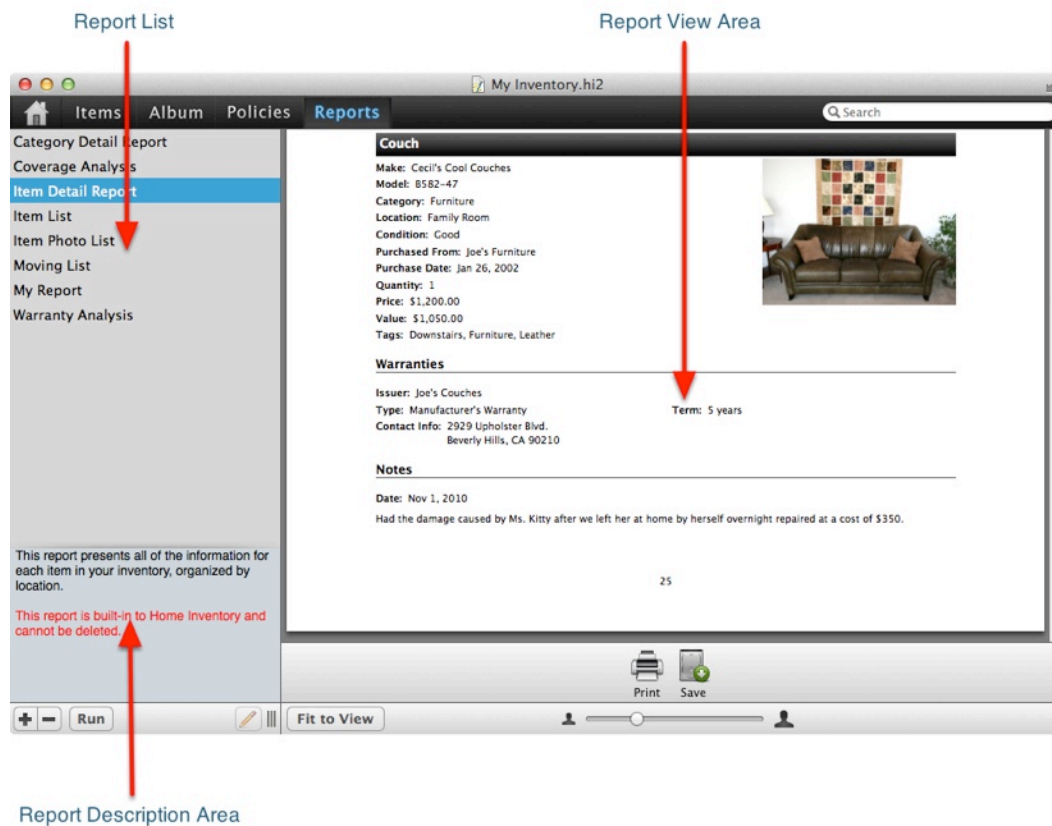 Report List
Report View Area
My Inventory.hi2
Items Album Policies Reports
Search
Category Detail Report
Coverage Analysis
Item Detail Report
Item List
Item Photo List
Moving List
My Report
Warranty Analysis
This report presents all of the information for
each item in your inventory, organized by
location.
This report is built-in to Home Inventory and
cannot be deleted.
Run
Couch
Make: Cecil's Cool Couches
Model: B582-47
Category: Furniture
Location: Family Room
Condition: Good
Purchased From: Joe's Furniture
Purchase Date: Jan 26, 2002
Quantity: 1
Price: $1,200.00
Value: $1,050.00
Tags: Downstairs, Furniture, Leather
Warranties
Issuer: Joe's Couches
Type: Manufacturer's Warranty Term: 5 years
Contact Info: 2929 Upholster Blvd.
Beverly Hills, CA 90210
Notes
Date: Nov 1, 2010
Had the damage caused by Ms. Kitty after we left her at home by herself overnight repaired at a cost of $350.
25
Print Save
Fit to View
Report Description Area